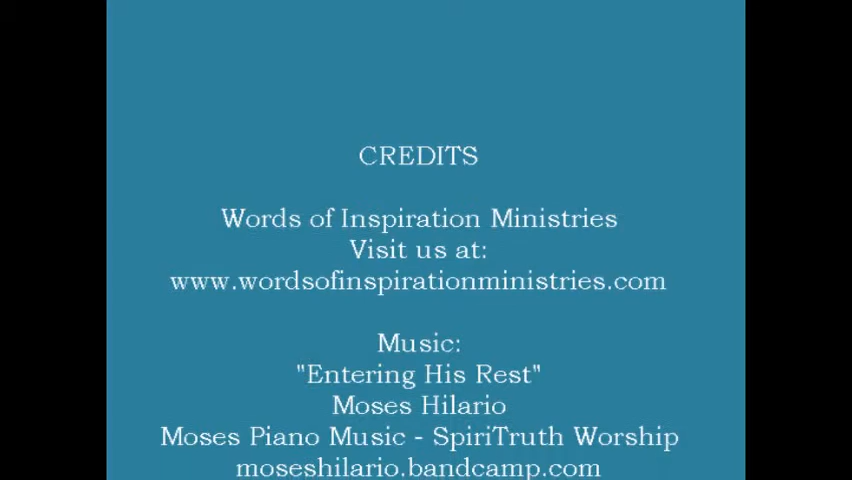 CREDITS
Words of Inspiration Ministries
Visit us at:
www.wordsofinspirationministries.com
Music:
"Entering His Rest"
Moses Hilario
Moses Piano Music - SpiriTruth Worship
moseshilario.bandcamp.com